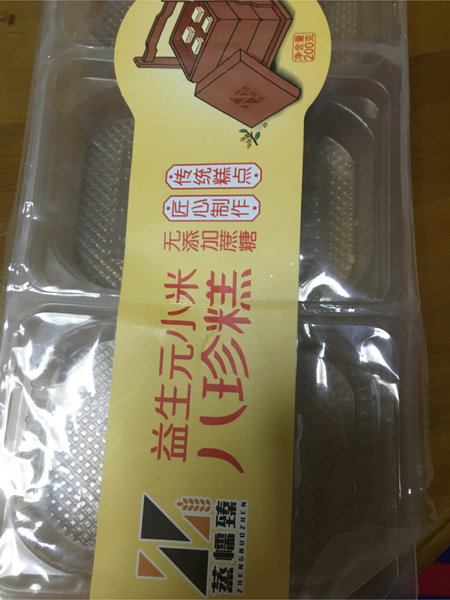 蒸糯臻
ZHENGNUOZHEN
益生元小米
八珍糕
无添加蔗糖
匠心制作
传统糕点
净含量
200克